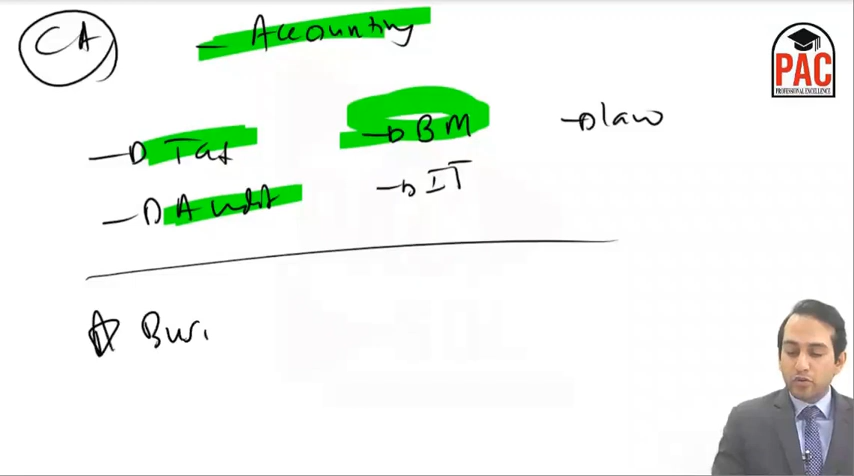 CA
- Accounting
PAC
PROFESSIONAL EXCELLENCE
→ Tax → BM → law
→ Audit → IT
☆ Busi